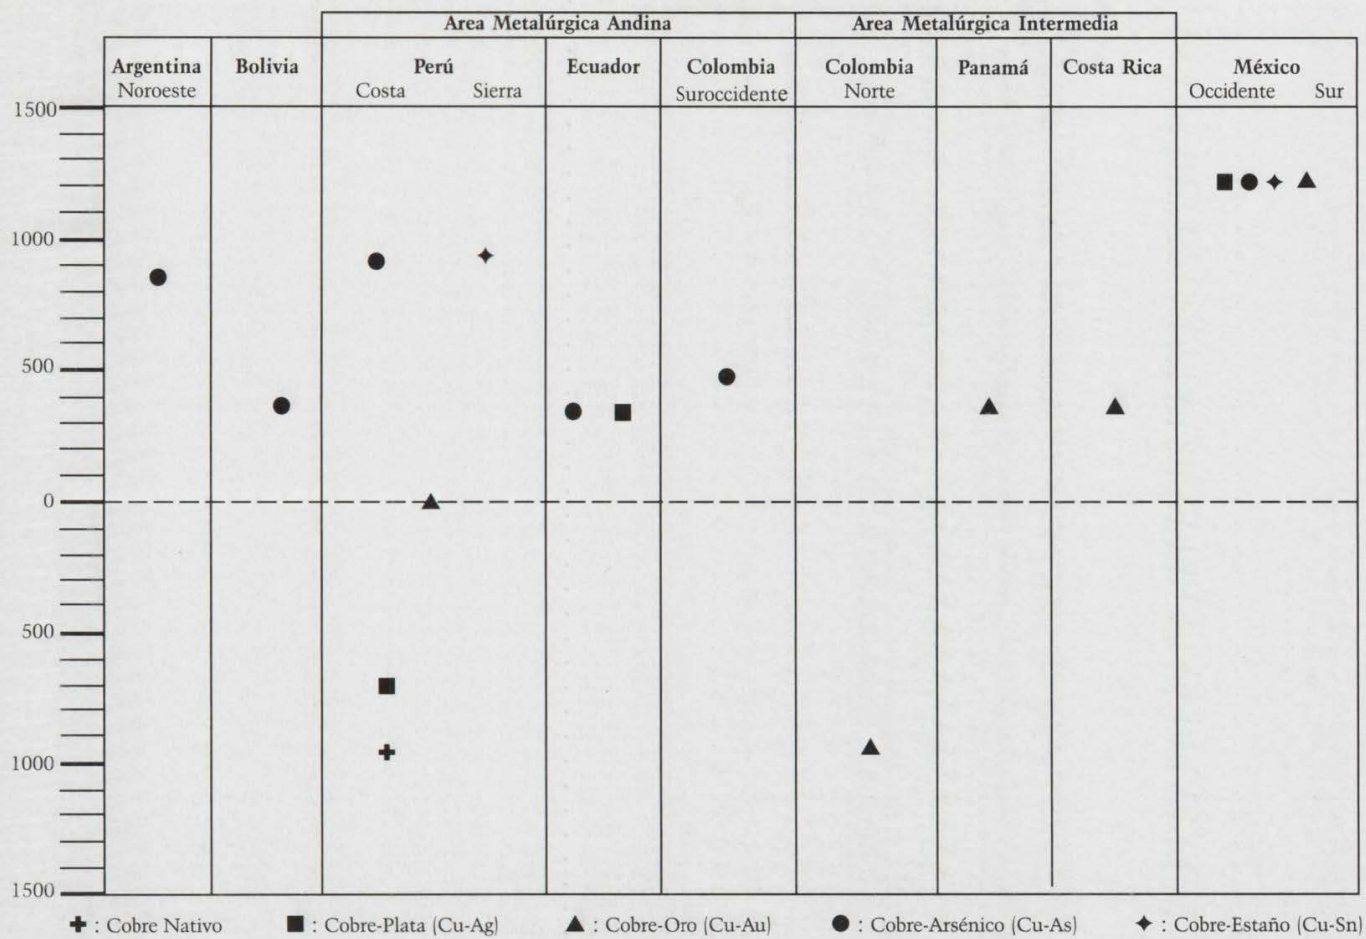 Area Metalúrgica Andina Area Metalúrgica Intermedia
Argentina Bolivia Perú Ecuador Colombia Colombia Panamá Costa Rica México
Noroeste Costa Sierra Suroccidente Norte Occidente Sur
1500
1000
500
0
500
1000
1500
: Cobre Nativo : Cobre-Plata (Cu-Ag) : Cobre-Oro (Cu-Au) : Cobre-Arsénico (Cu-As) : Cobre-Estaño (Cu-Sn)